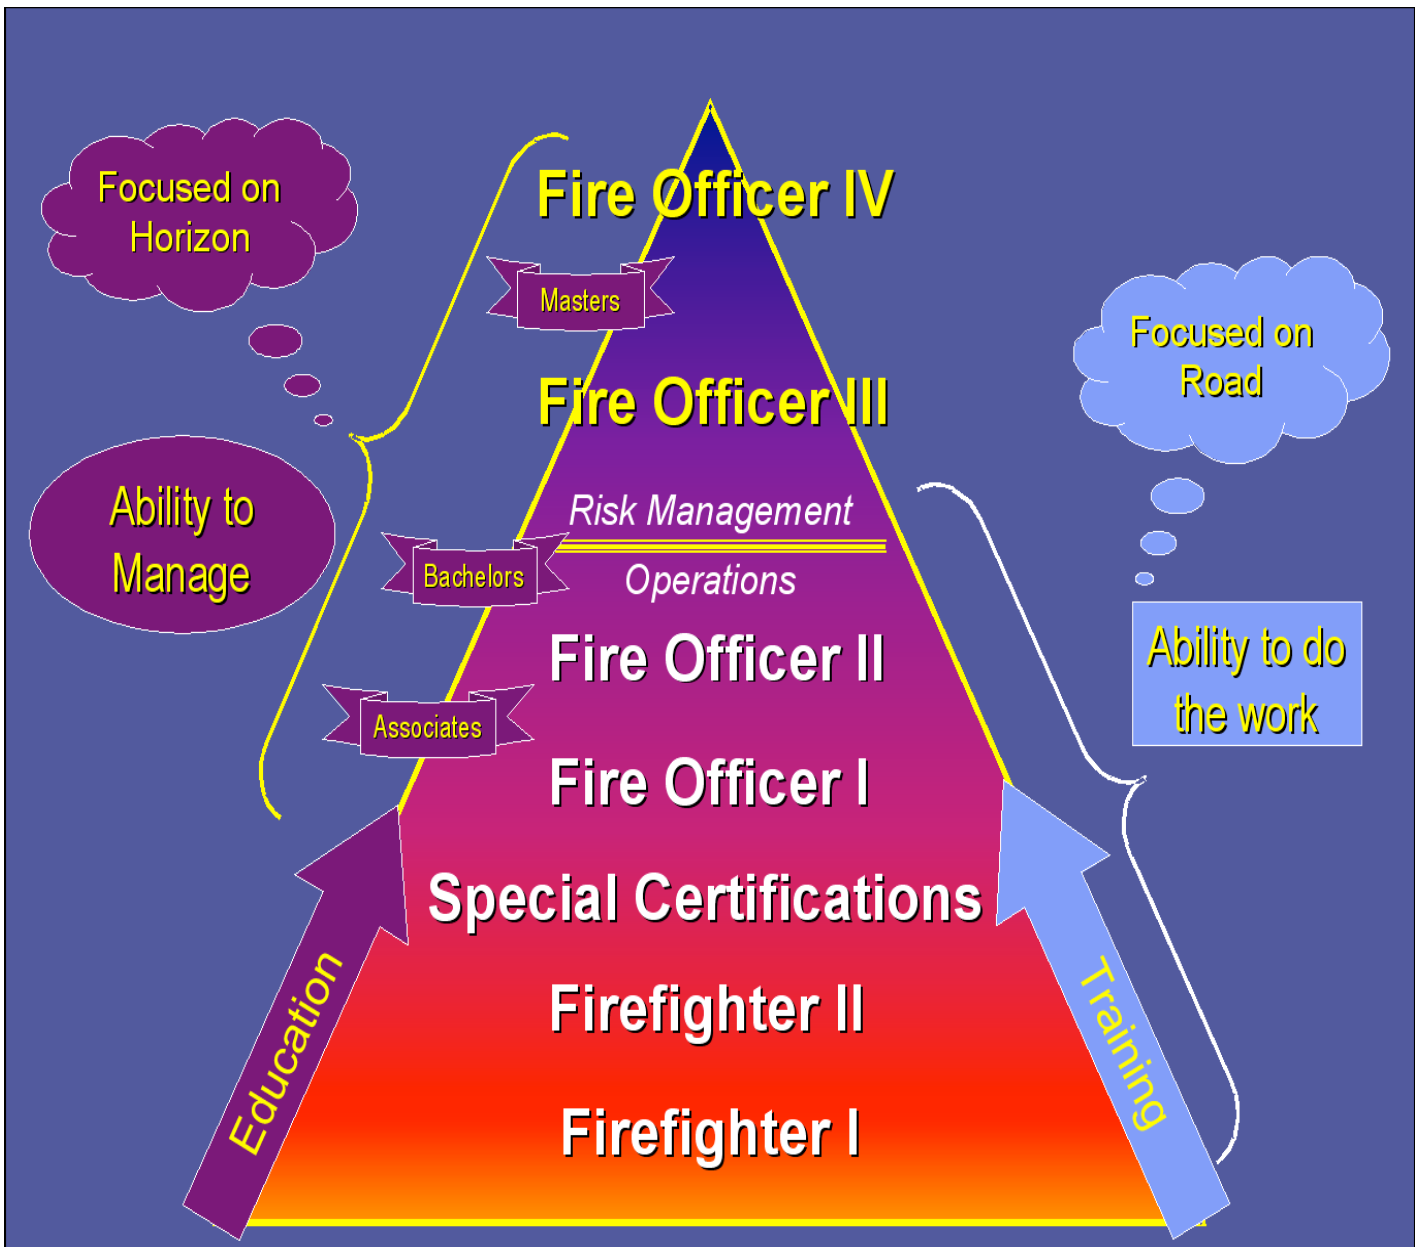 Fire Officer IV
Focused on
Horizon
Masters
Focused on
Road
Fire Officer III
Ability to
Manage
Risk Management
Bachelors
Operations
Ability to do
the work
Fire Officer II
Associates
Fire Officer I
Special Certifications
Education
Training
Firefighter II
Firefighter I